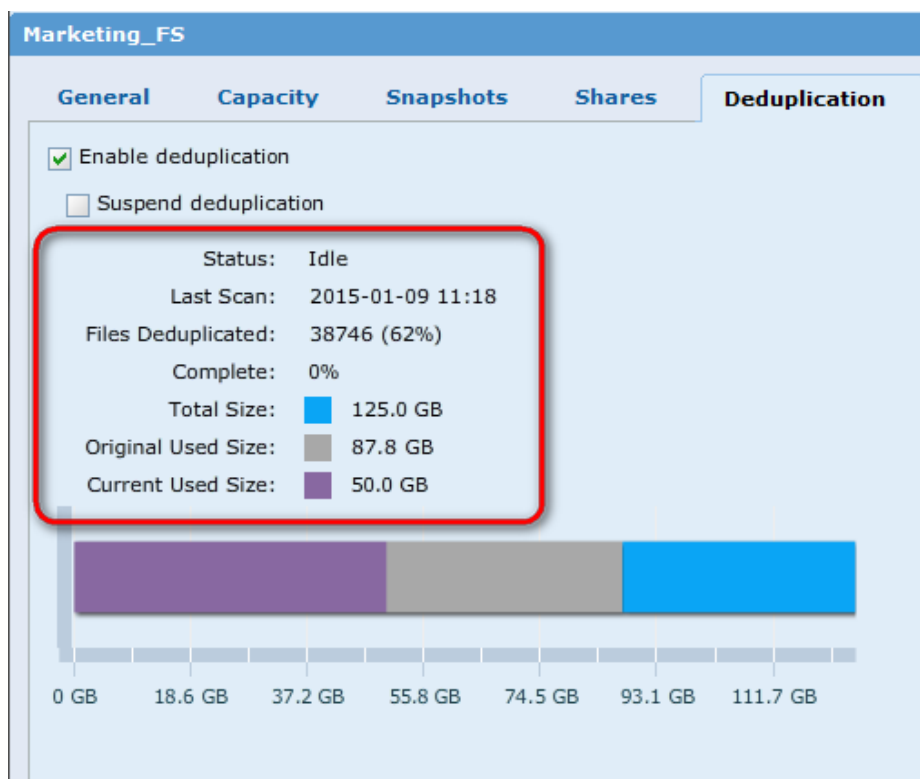 Marketing_FS
General Capacity Snapshots Shares Deduplication
Enable deduplication
Suspend deduplication
Status: Idle
Last Scan: 2015-01-09 11:18
Files Deduplicated: 38746 (62%)
Complete: 0%
Total Size: 125.0 GB
Original Used Size: 87.8 GB
Current Used Size: 50.0 GB
0 GB 18.6 GB 37.2 GB 55.8 GB 74.5 GB 93.1 GB 111.7 GB